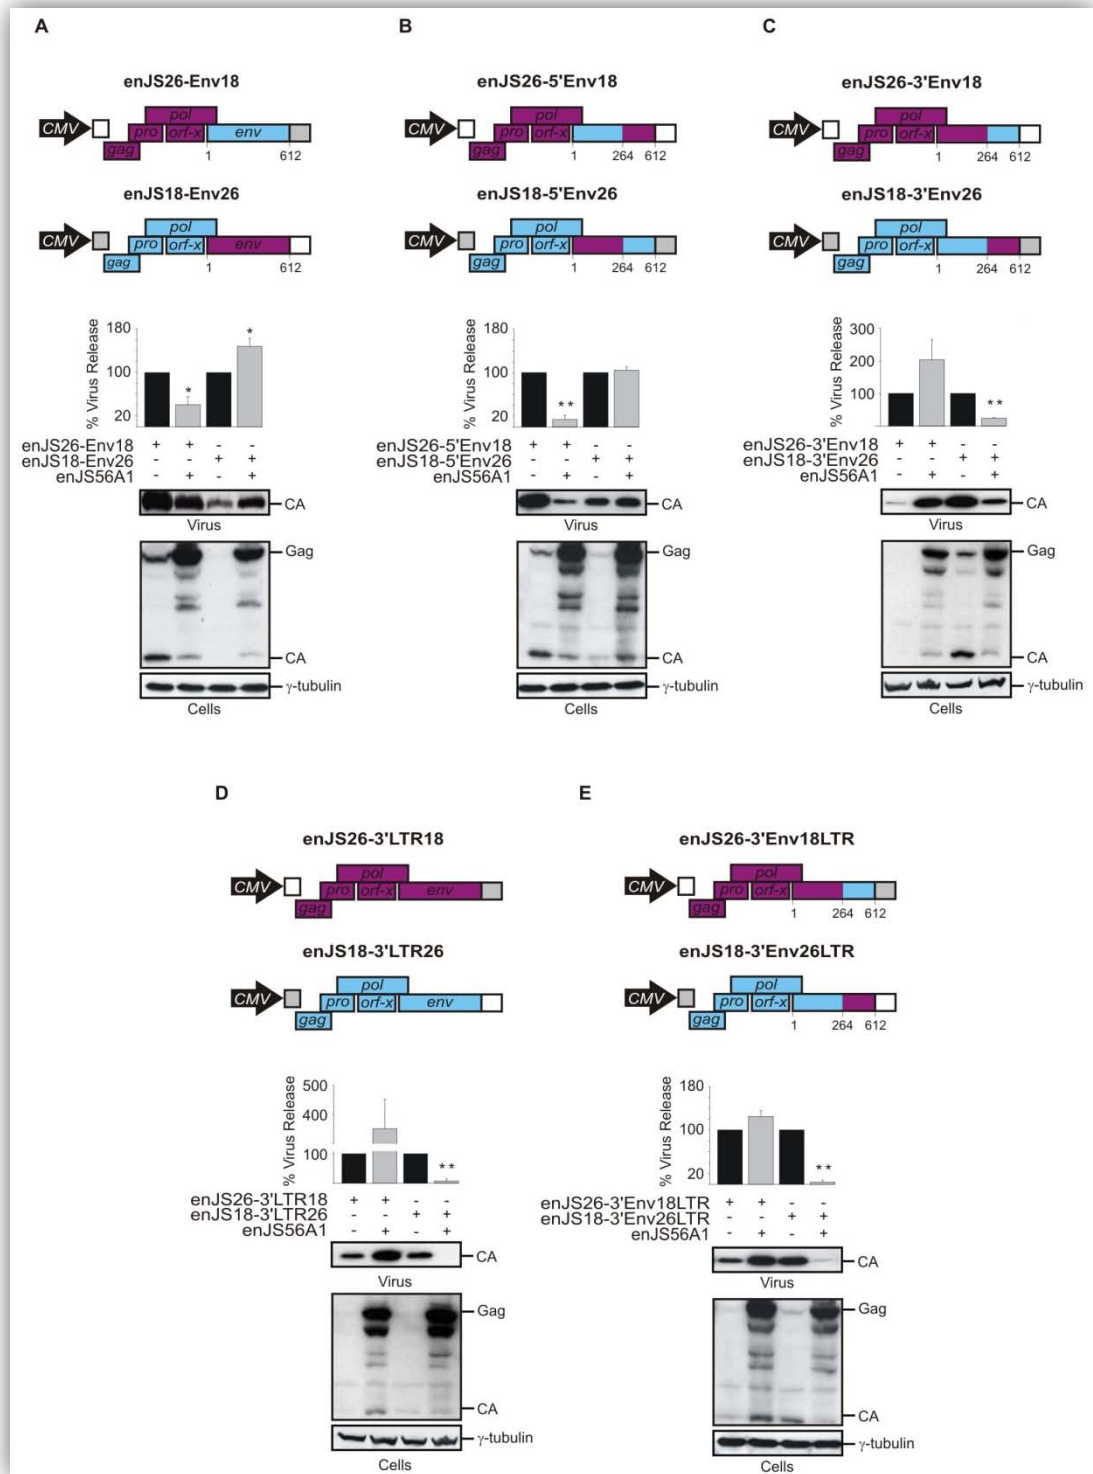 A
enJS26-Env18
CMV
pol
pro orf-x env
gag
1 612
enJS18-Env26
CMV
pol
pro orf-x env
gag
1 612
% Virus Release
180
100
20
*
*
enJS26-Env18 + + - -
enJS18-Env26 - - + +
enJS56A1 - + - +
CA
Virus
Gag
CA
γ-tubulin
Cells
B
enJS26-5'Env18
CMV
pol
pro orf-x
gag
1 264 612
enJS18-5'Env26
CMV
pol
pro orf-x
gag
1 264 612
% Virus Release
180
100
20
**
enJS26-5'Env18 + + - -
enJS18-5'Env26 - - + +
enJS56A1 - + - +
CA
Virus
Gag
CA
γ-tubulin
Cells
C
enJS26-3'Env18
CMV
pol
pro orf-x
gag
1 264 612
enJS18-3'Env26
CMV
pol
pro orf-x
gag
1 264 612
% Virus Release
300
200
100
**
enJS26-3'Env18 + + - -
enJS18-3'Env26 - - + +
enJS56A1 - + - +
CA
Virus
Gag
CA
γ-tubulin
Cells
D
enJS26-3'LTR18
CMV
pol
pro orf-x env
gag
enJS18-3'LTR26
CMV
pol
pro orf-x env
gag
% Virus Release
500
400
100
**
enJS26-3'LTR18 + + - -
enJS18-3'LTR26 - - + +
enJS56A1 - + - +
CA
Virus
Gag
CA
γ-tubulin
Cells
E
enJS26-3'Env18LTR
CMV
pol
pro orf-x
gag
1 264 612
enJS18-3'Env26LTR
CMV
pol
pro orf-x
gag
1 264 612
% Virus Release
180
100
20
**
enJS26-3'Env18LTR + + - -
enJS18-3'Env26LTR - - + +
enJS56A1 - + - +
CA
Virus
Gag
CA
γ-tubulin
Cells